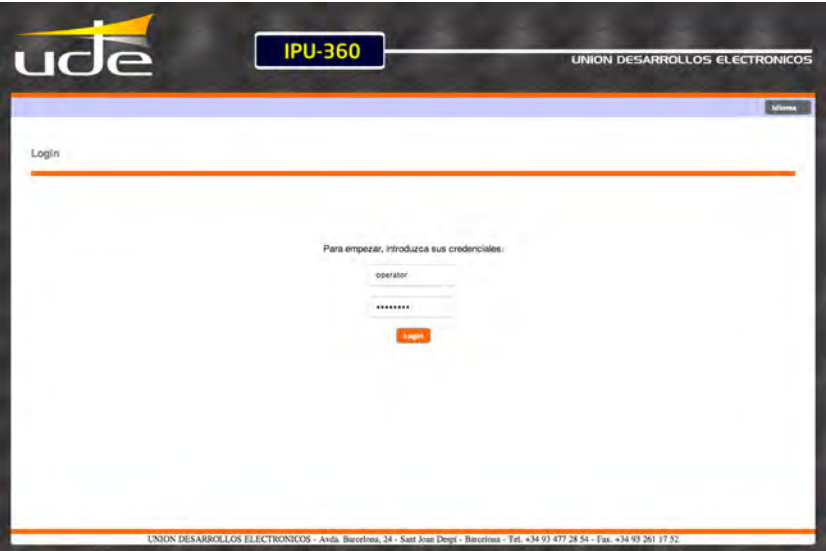 ude
IPU-360
UNION DESARROLLOS ELECTRONICOS
Idioma
Login
Para empezar, introduzca sus credenciales:
operator
••••••••
Login
UNION DESARROLLOS ELECTRONICOS - Avda. Barcelona, 24 - Sant Joan Despí - Barcelona - Tel. +34 93 477 28 54 - Fax. +34 93 261 17 52